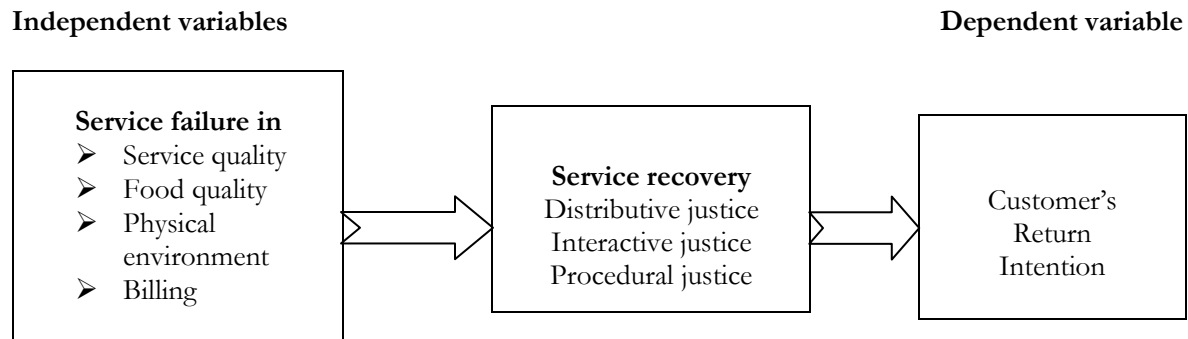 Independent variables
Dependent variable
Service failure in
➢ Service quality
➢ Food quality
➢ Physical
environment
➢ Billing
Service recovery
Distributive justice
Interactive justice
Procedural justice
Customer’s
Return
Intention